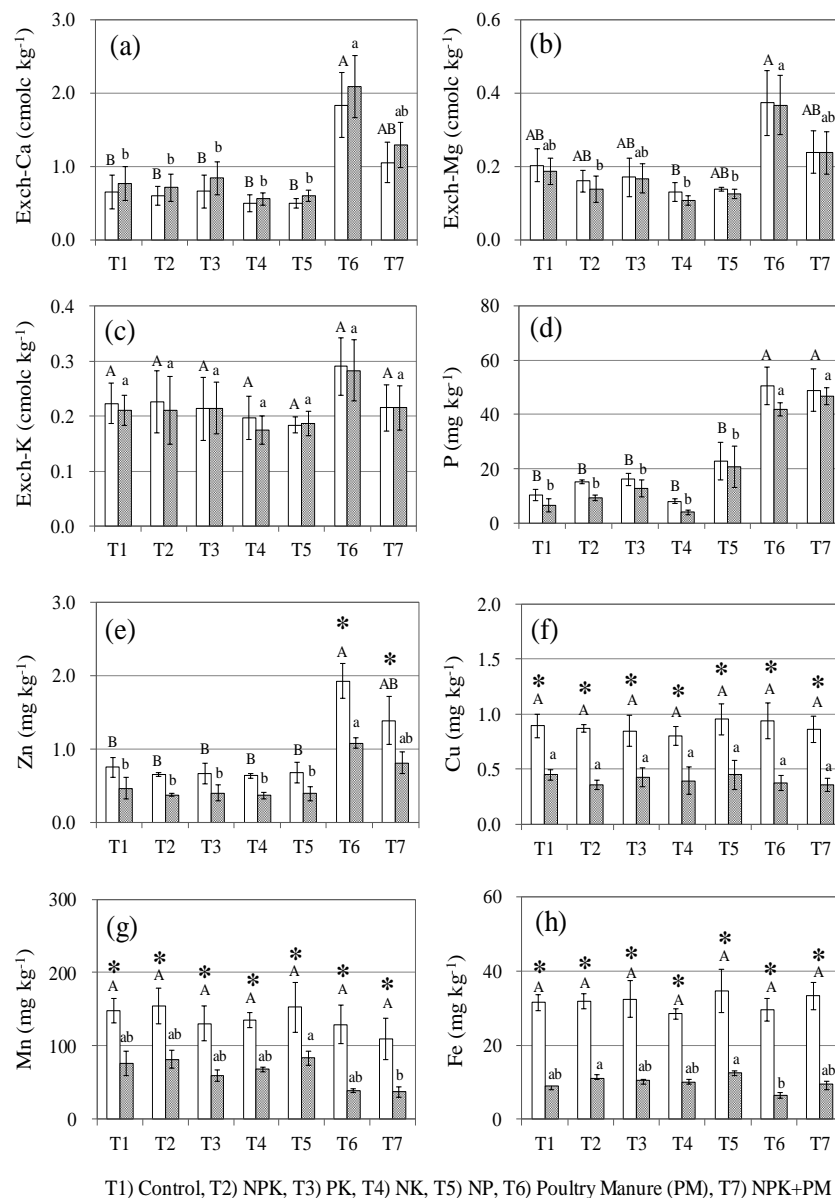 (a)
Exch-Ca (cmolc kg-1)
3.0
2.0
1.0
0.0
B b B b B b B b B b A a AB ab
T1 T2 T3 T4 T5 T6 T7
(b)
Exch-Mg (cmolc kg-1)
0.6
0.4
0.2
0.0
AB ab AB b AB ab B b AB b A a AB ab
T1 T2 T3 T4 T5 T6 T7
(c)
Exch-K (cmolc kg-1)
0.4
0.3
0.2
0.1
0.0
A a A a A a A a A a A a A a
T1 T2 T3 T4 T5 T6 T7
(d)
P (mg kg-1)
80
60
40
20
0
B b B b B b B b B b A a A a
T1 T2 T3 T4 T5 T6 T7
(e)
Zn (mg kg-1)
3.0
2.0
1.0
0.0
* *
B b B b B b B b B b A a AB ab
T1 T2 T3 T4 T5 T6 T7
(f)
Cu (mg kg-1)
2.0
1.5
1.0
0.5
0.0
* * * * * * *
A a A a A a A a A a A a A a
T1 T2 T3 T4 T5 T6 T7
(g)
Mn (mg kg-1)
300
200
100
0
* * * * * * *
A ab A ab A ab A ab A a A ab A b
T1 T2 T3 T4 T5 T6 T7
(h)
Fe (mg kg-1)
60
40
20
0
* * * * * * *
A ab A a A ab A ab A a A b A ab
T1 T2 T3 T4 T5 T6 T7
T1) Control, T2) NPK, T3) PK, T4) NK, T5) NP, T6) Poultry Manure (PM), T7) NPK+PM